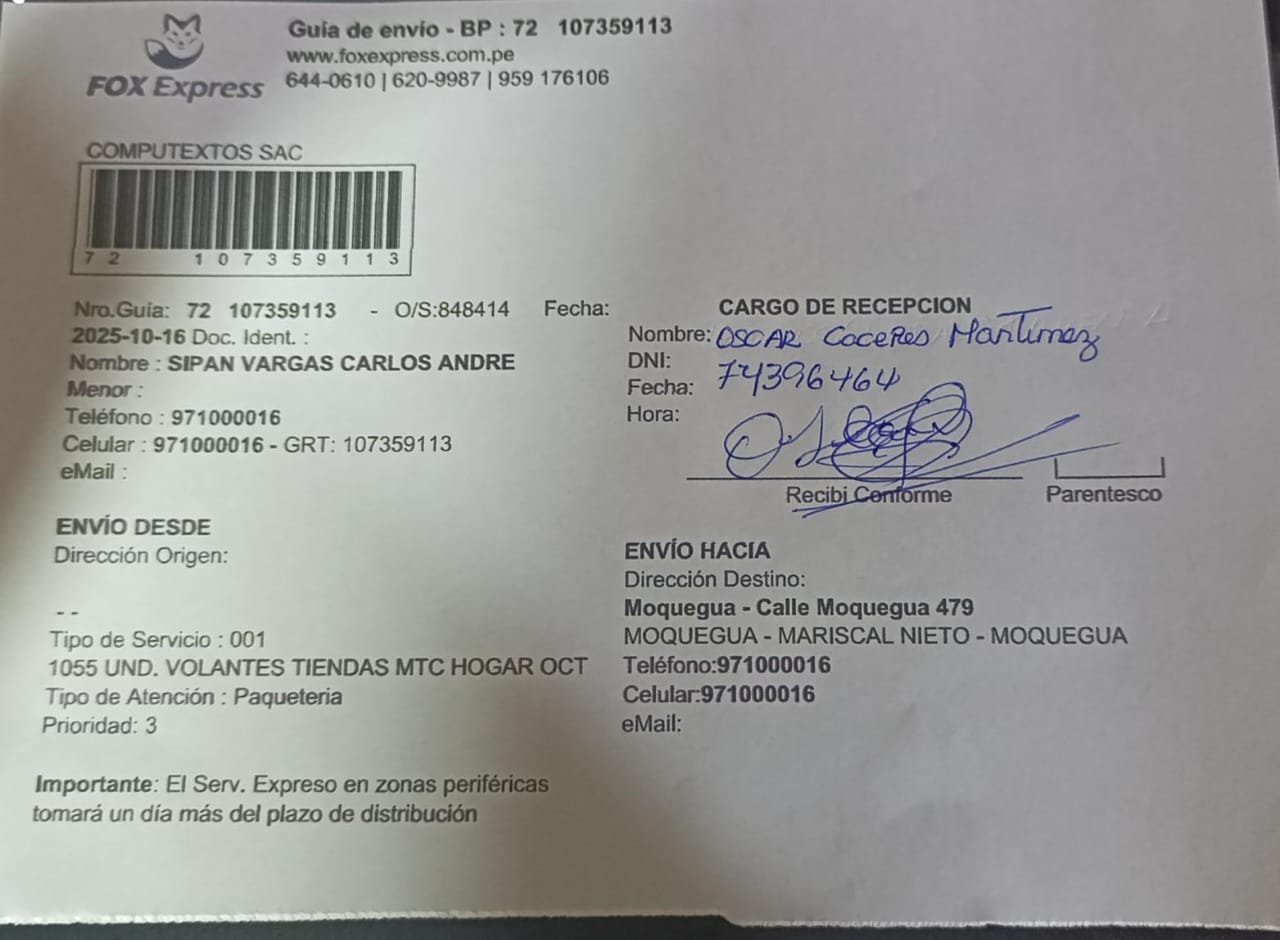 FOX Express
Guía de envío - BP : 72 107359113
www.foxexpress.com.pe
644-0610 | 620-9987 | 959 176106
COMPUTEXTOS SAC
72 107359113
Nro.Guía: 72 107359113 - O/S:848414 Fecha:
2025-10-16 Doc. Ident. :
Nombre : SIPAN VARGAS CARLOS ANDRE
Menor :
Teléfono : 971000016
Celular : 971000016 - GRT: 107359113
eMail :
CARGO DE RECEPCION
Nombre: OSCAR Caceres Martinez
DNI: 74396464
Fecha:
Hora:
Recibi Conforme
Parentesco
ENVÍO DESDE
Dirección Origen:
- -
Tipo de Servicio : 001
1055 UND. VOLANTES TIENDAS MTC HOGAR OCT
Tipo de Atención : Paqueteria
Prioridad: 3
ENVÍO HACIA
Dirección Destino:
Moquegua - Calle Moquegua 479
MOQUEGUA - MARISCAL NIETO - MOQUEGUA
Teléfono:971000016
Celular:971000016
eMail:
Importante: El Serv. Expreso en zonas periféricas
tomará un día más del plazo de distribución